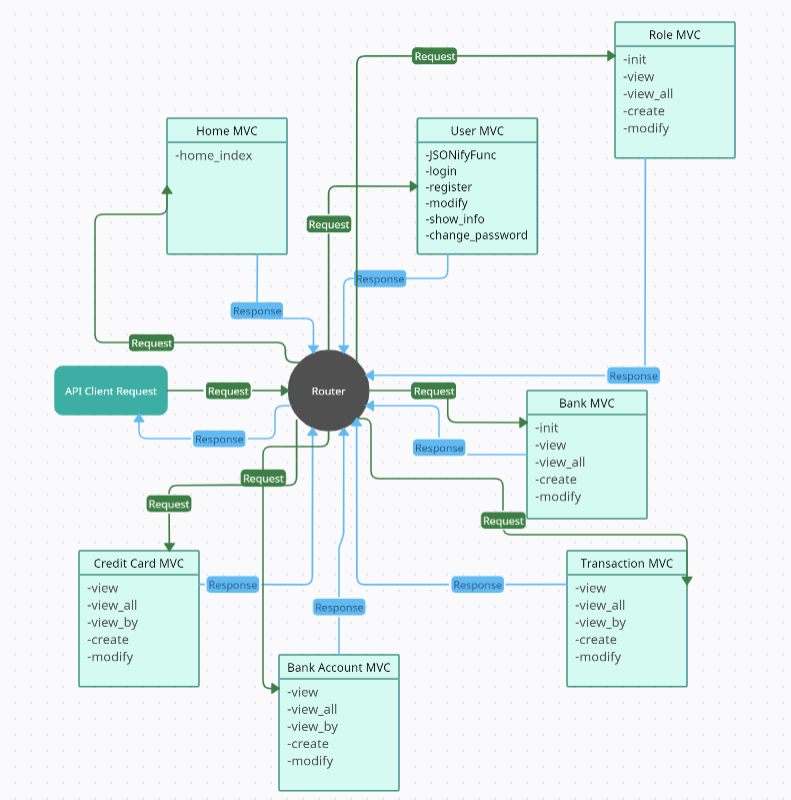 Role MVC
-init
-view
-view_all
-create
-modify
Request
Home MVC
-home_index
User MVC
-JSONifyFunc
-login
-register
-modify
-show_info
-change_password
Request
Response
Response
Request
Response
API Client Request
Request
Router
Request
Bank MVC
-init
-view
-view_all
-create
-modify
Response
Response
Request
Request
Request
Credit Card MVC
-view
-view_all
-view_by
-create
-modify
Response
Response
Response
Transaction MVC
-view
-view_all
-view_by
-create
-modify
Bank Account MVC
-view
-view_all
-view_by
-create
-modify